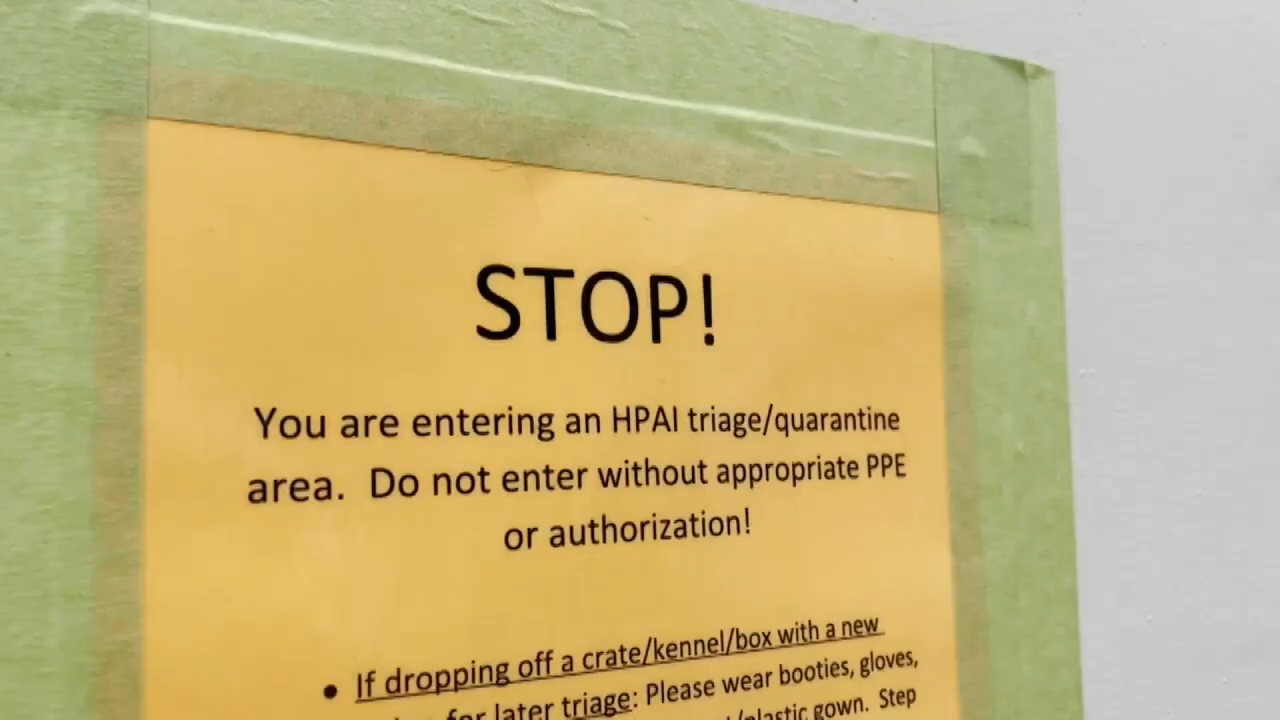 STOP!
You are entering an HPAI triage/quarantine
area. Do not enter without appropriate PPE
or authorization!
• If dropping off a crate/kennel/box with a new
for later triage: Please wear booties, gloves,
/plastic gown. Step